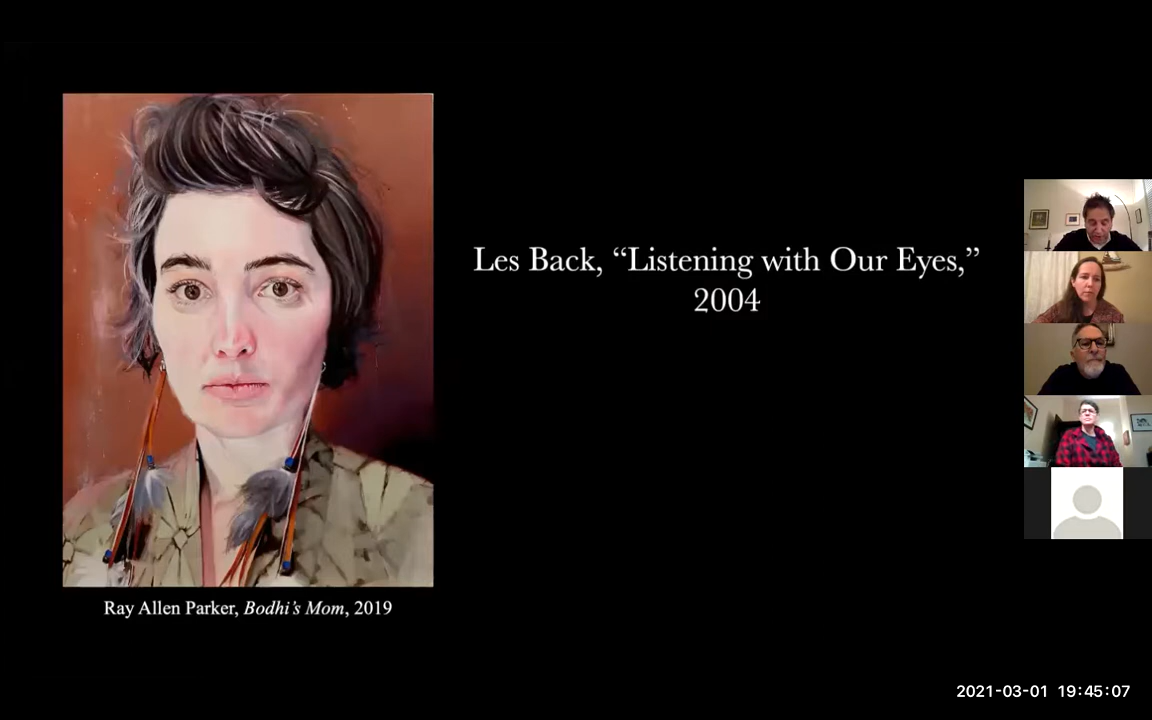 Les Back, “Listening with Our Eyes,”
2004
Ray Allen Parker, Bodhi’s Mom, 2019
2021-03-01 19:45:07